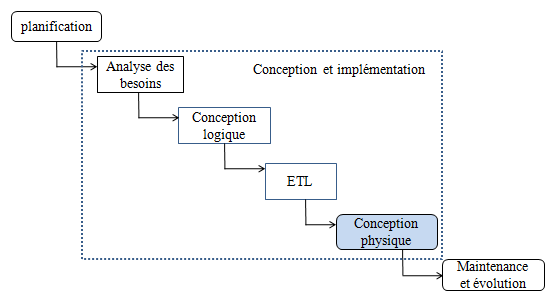 planification
Analyse des
besoins
Conception et implémentation
Conception
logique
ETL
Conception
physique
Maintenance
et évolution